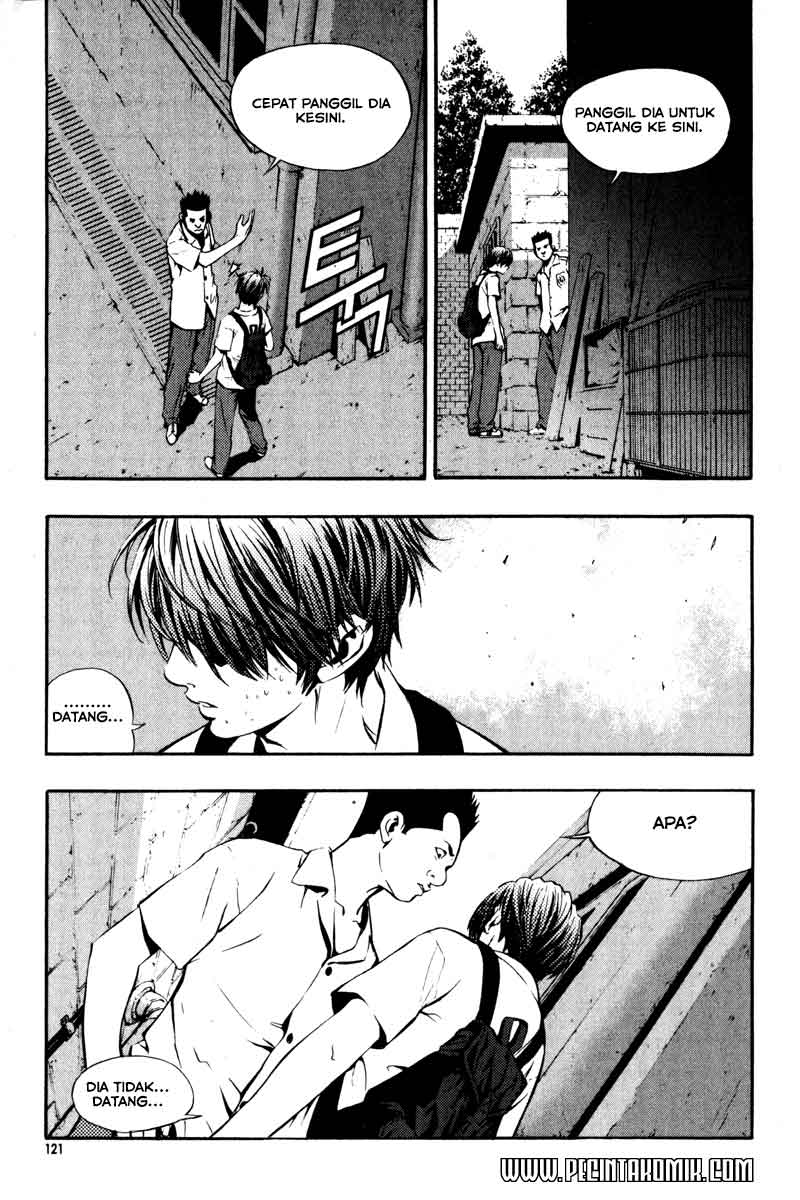 CEPAT PANGGIL DIA
KESINI.
PANGGIL DIA UNTUK
DATANG KE SINI.
.........
DATANG...
APA?
DIA TIDAK...
DATANG...
121
WWW.PECINTAKOMIK.COM